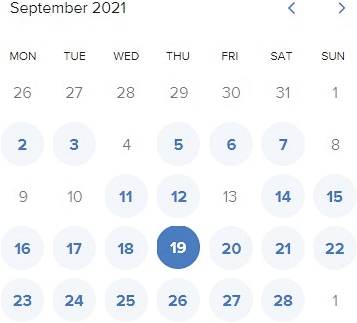 September 2021 < >
MON TUE WED THU FRI SAT SUN
26 27 28 29 30 31 1
2 3 4 5 6 7 8
9 10 11 12 13 14 15
16 17 18 19 20 21 22
23 24 25 26 27 28 1